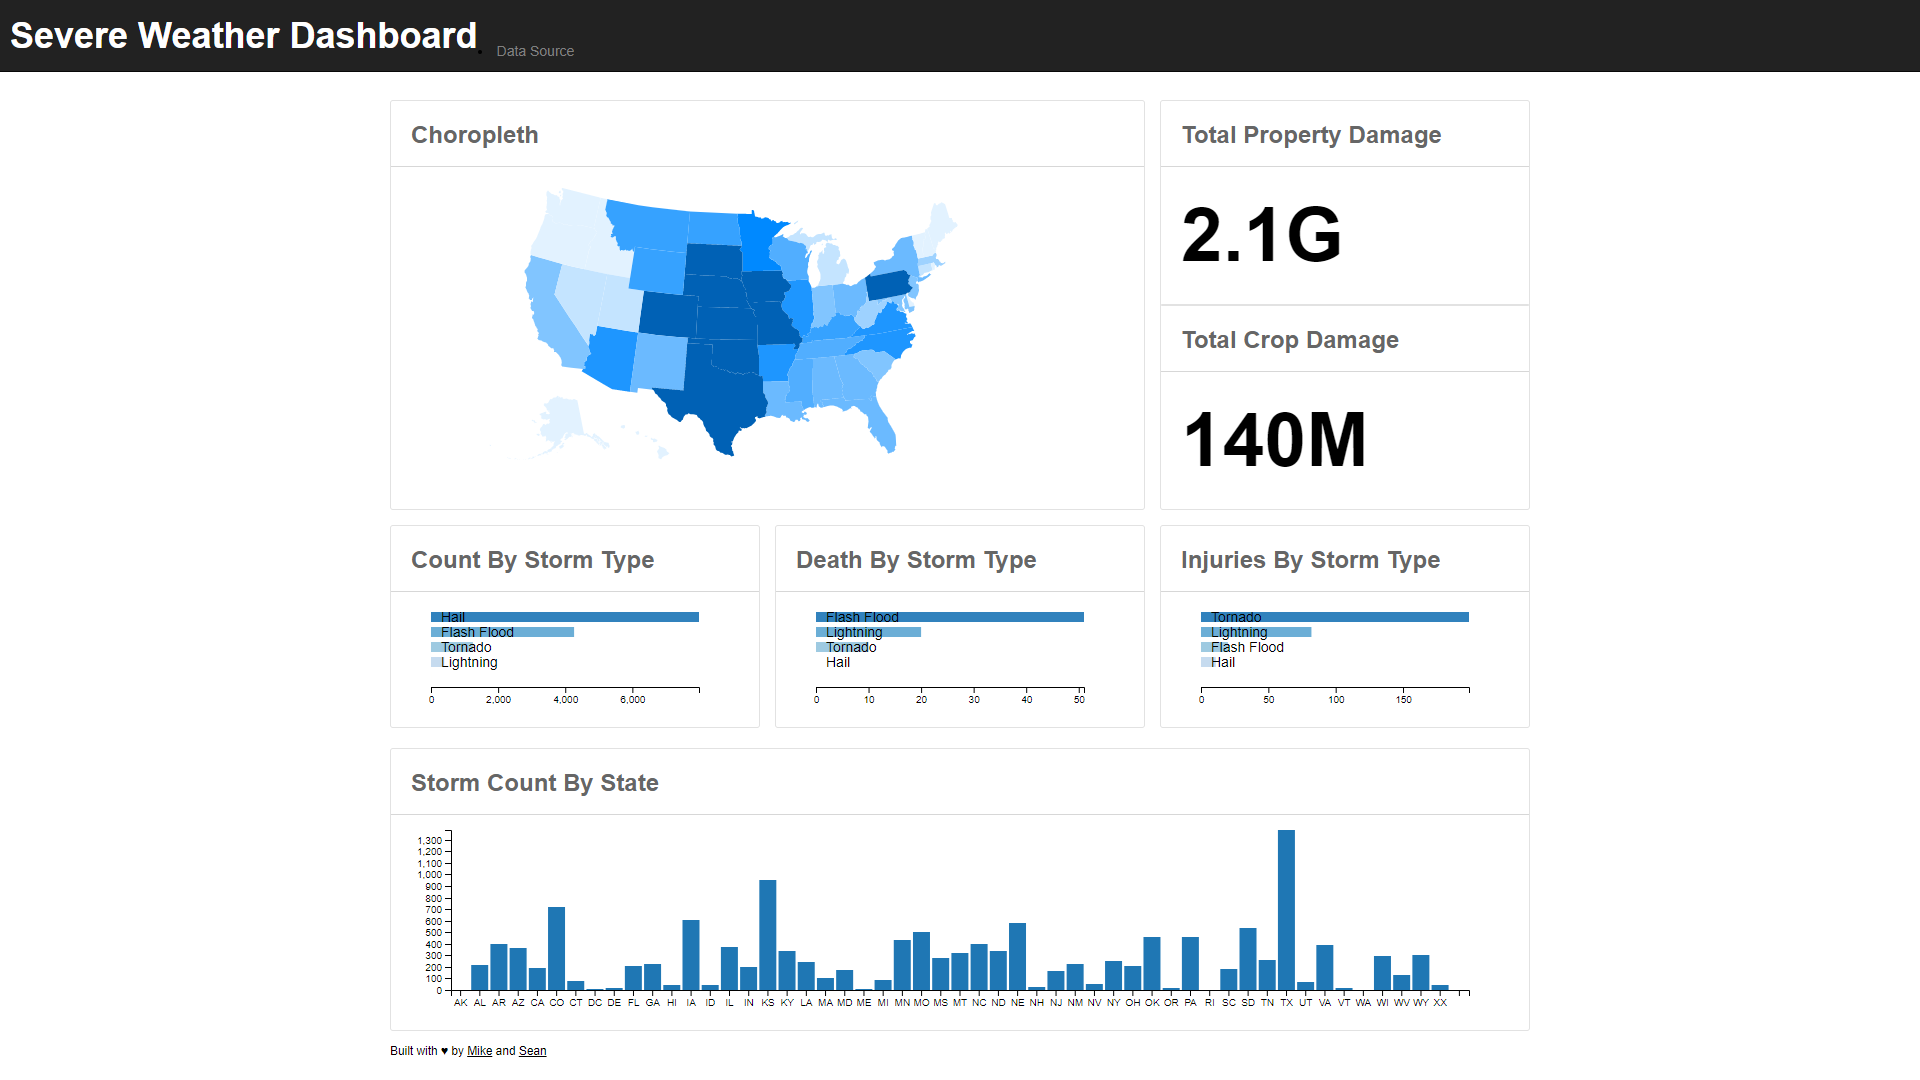 Severe Weather Dashboard
Data Source
Choropleth
Total Property Damage
2.1G
Total Crop Damage
140M
Count By Storm Type
Hail
Flash Flood
Tornado
Lightning
0 2,000 4,000 6,000
Death By Storm Type
Flash Flood
Lightning
Tornado
Hail
0 10 20 30 40 50
Injuries By Storm Type
Tornado
Lightning
Flash Flood
Hail
0 50 100 150
Storm Count By State
1,300
1,200
1,100
1,000
900
800
700
600
500
400
300
200
100
0
AK AL AR AZ CA CO CT DC DE FL GA HI IA ID IL IN KS KY LA MA MD ME MI MN MO MS MT NC ND NE NH NJ NM NV NY OH OK OR PA RI SC SD TN TX UT VA VT WA WI WV WY XX
Built with ♥ by Mike and Sean